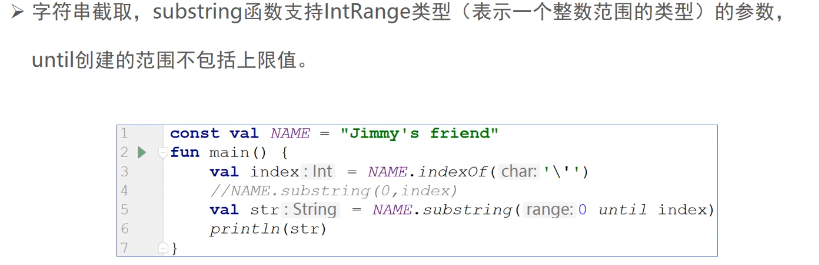 ➢ 字符串截取，substring函数支持IntRange类型（表示一个整数范围的类型）的参数，
until创建的范围不包括上限值。
1 const val NAME = "Jimmy's friend"
2 fun main() {
3 val index: Int = NAME.indexOf( char: '\'')
4 //NAME.substring(0,index)
5 val str: String = NAME.substring( range: 0 until index)
6 println(str)
7 }